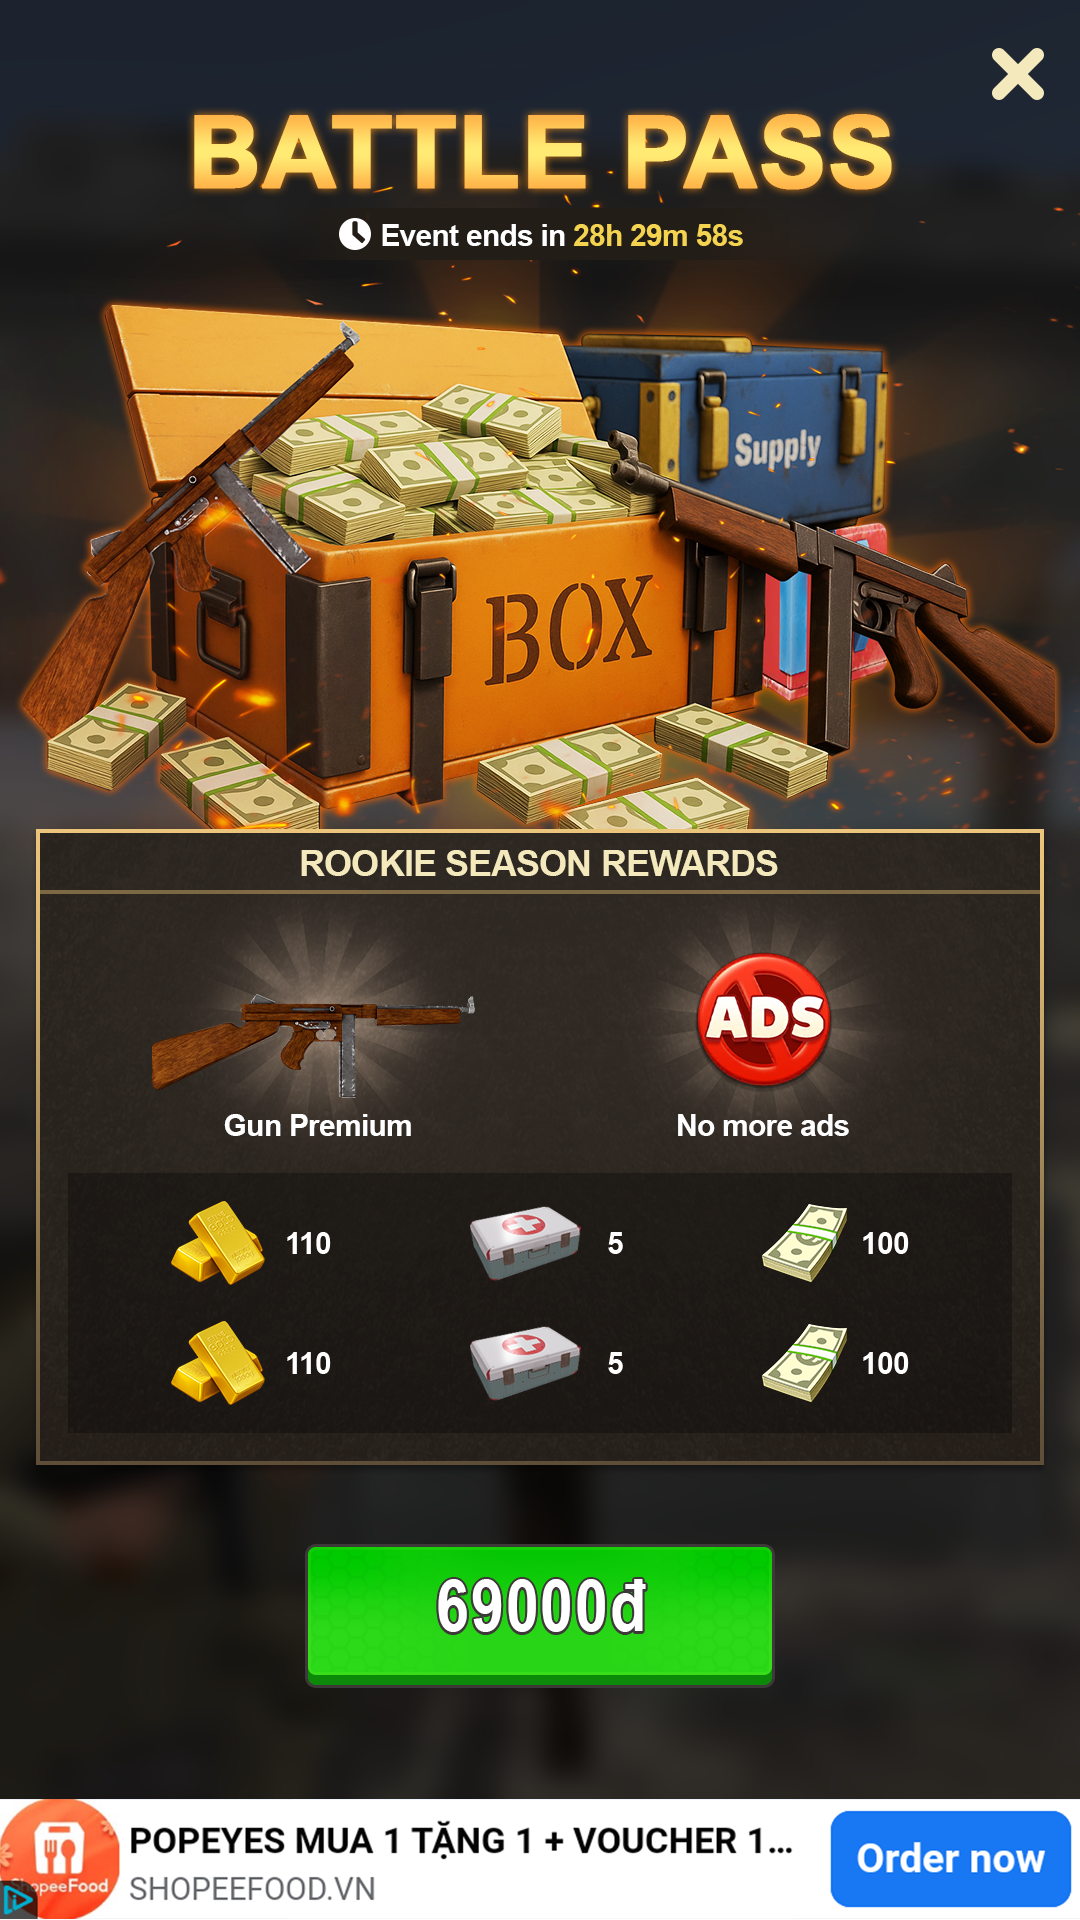 BATTLE PASS
Event ends in 28h 29m 58s
Supply
BOX
ROOKIE SEASON REWARDS
ADS
Gun Premium
No more ads
110
5
100
110
5
100
69000đ
POPEYES MUA 1 TẶNG 1 + VOUCHER 1...
SHOPEEFOOD.VN
Order now